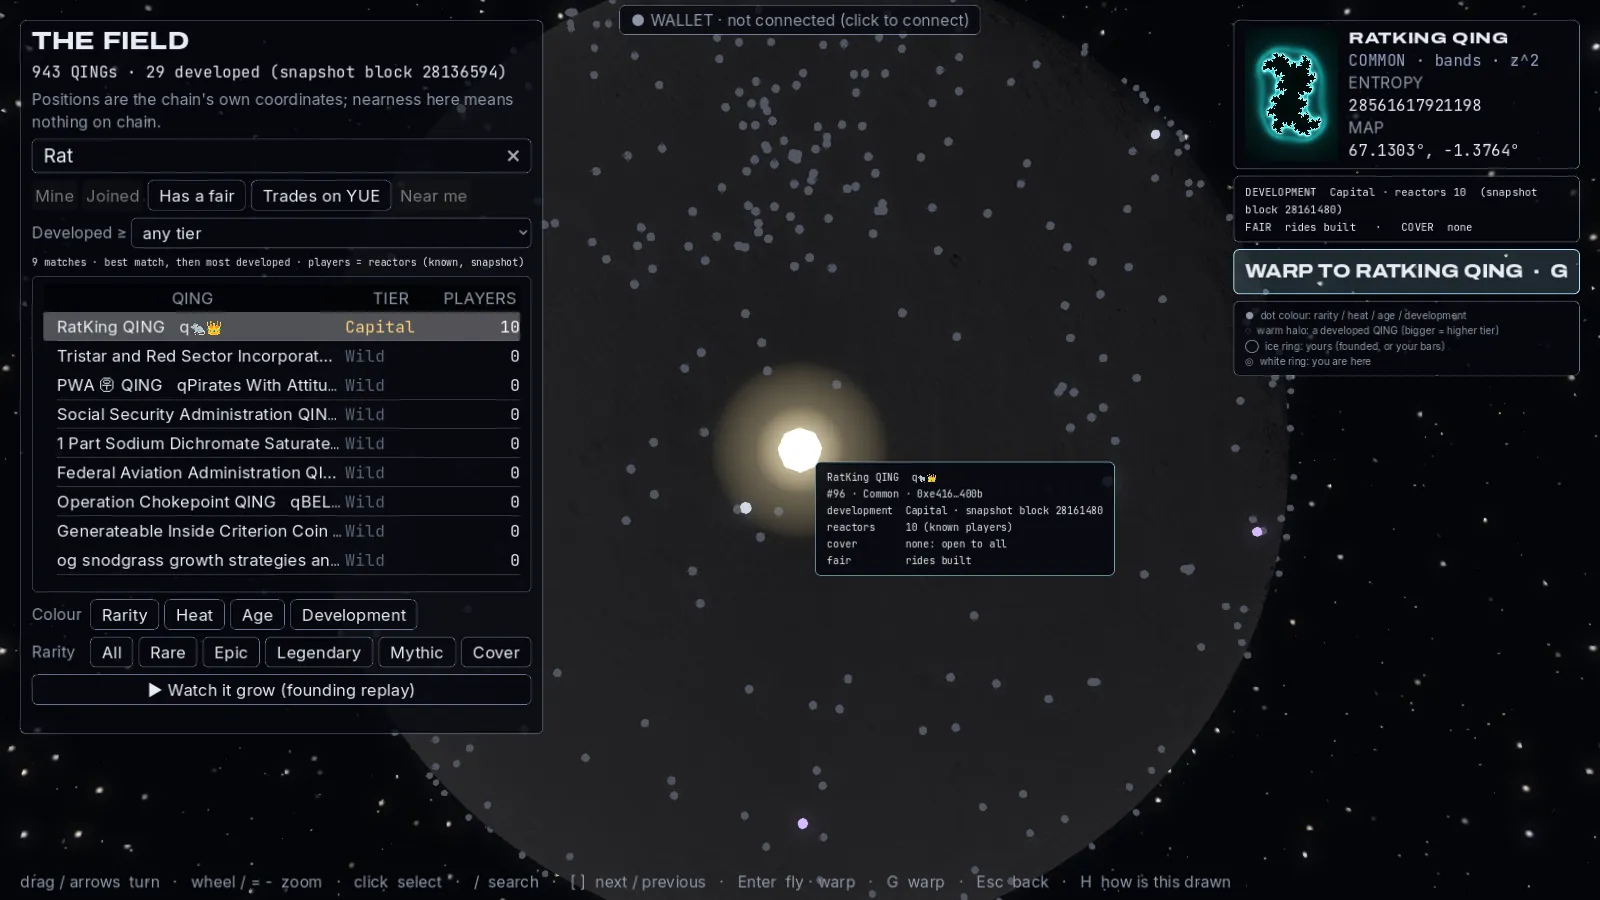 WALLET · not connected (click to connect)
THE FIELD
943 QINGs · 29 developed (snapshot block 28136594)
Positions are the chain's own coordinates; nearness here means
nothing on chain.
Rat ✕
Mine Joined Has a fair Trades on YUE Near me
Developed ≥ any tier
9 matches · best match, then most developed · players = reactors (known, snapshot)
QING TIER PLAYERS
RatKing QING q🐀👑 Capital 10
Tristar and Red Sector Incorporat... Wild 0
PWA ㊫ QING qPirates With Attitu... Wild 0
Social Security Administration QIN... Wild 0
1 Part Sodium Dichromate Saturate... Wild 0
Federal Aviation Administration QI... Wild 0
Operation Chokepoint QING qBEL... Wild 0
Generateable Inside Criterion Coin ... Wild 0
og snodgrass growth strategies an... Wild 0
Colour Rarity Heat Age Development
Rarity All Rare Epic Legendary Mythic Cover
▶ Watch it grow (founding replay)
RatKing QING q🐀👑
#96 · Common · 0xe416…400b
development Capital · snapshot block 28161480
reactors 10 (known players)
cover none: open to all
fair rides built
RATKING QING
COMMON · bands · z^2
ENTROPY
28561617921198
MAP
67.1303°, -1.3764°
DEVELOPMENT Capital · reactors 10 (snapshot
block 28161480)
FAIR rides built · COVER none
WARP TO RATKING QING · G
dot colour: rarity / heat / age / development
warm halo: a developed QING (bigger = higher tier)
ice ring: yours (founded, or your bars)
white ring: you are here
drag / arrows turn · wheel / = - zoom · click select · / search · [ ] next / previous · Enter fly · warp · G warp · Esc back · H how is this drawn